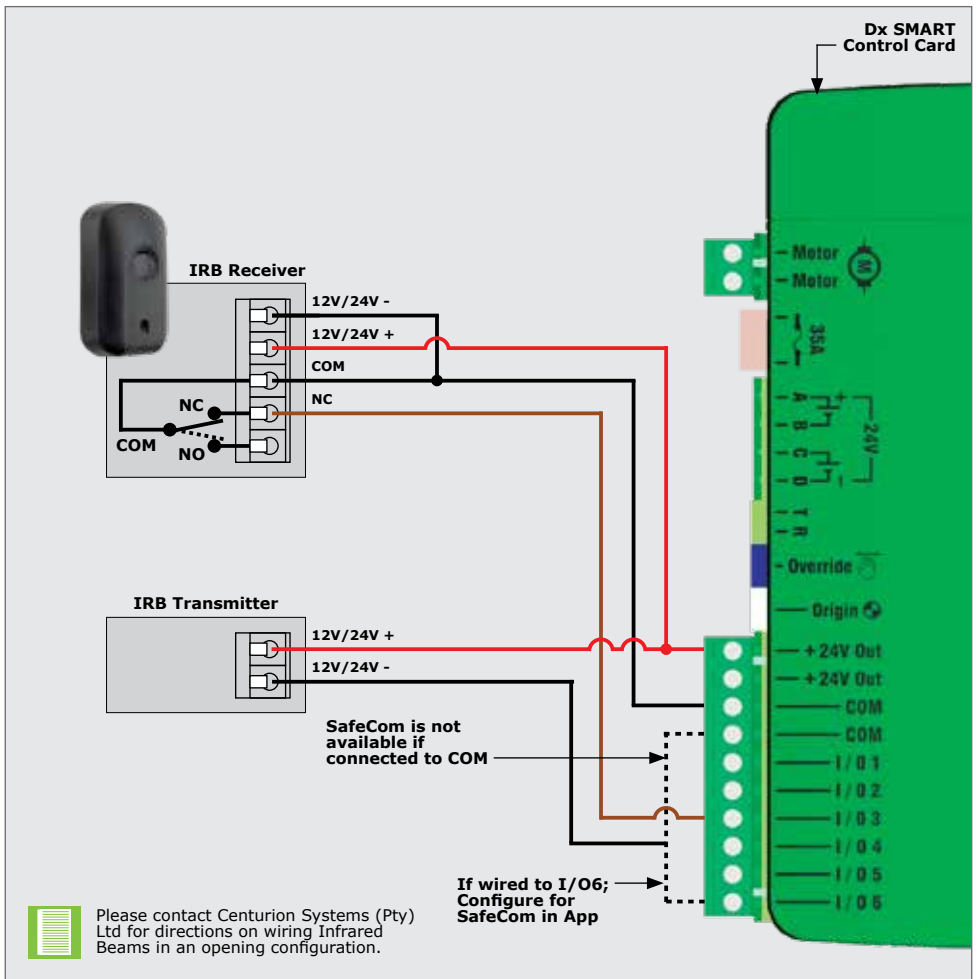 Dx SMART
Control Card
IRB Receiver
12V/24V -
12V/24V +
COM
NC
NC
COM
NO
IRB Transmitter
12V/24V +
12V/24V -
SafeCom is not
available if
connected to COM
If wired to I/O6;
Configure for
SafeCom in App
Motor
Motor
M
35A
A
B
C
D
+
-
24V
T
R
Override
Origin
+ 24V Out
+ 24V Out
COM
COM
I / O 1
I / O 2
I / O 3
I / O 4
I / O 5
I / O 6
Please contact Centurion Systems (Pty)
Ltd for directions on wiring Infrared
Beams in an opening configuration.